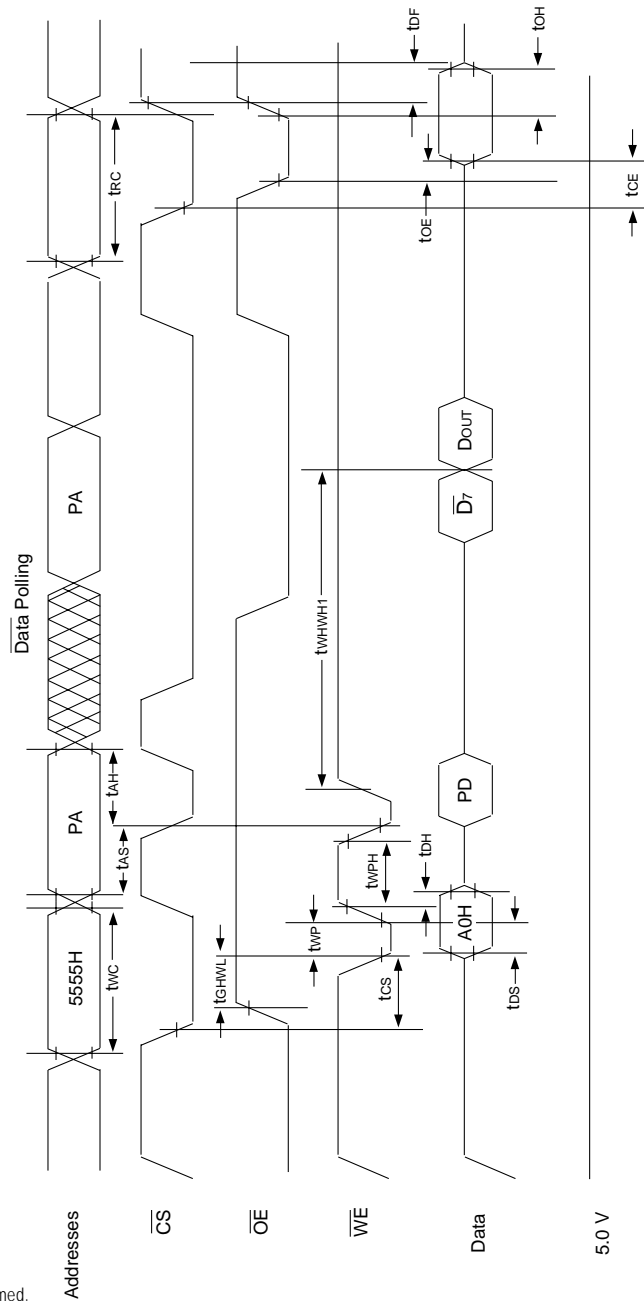 Data Polling
Addresses
5555H
PA
PA
tWC
tAS
tAH
tRC
CS
OE
tGHWL
WE
tCS
tWP
tWPH
tDH
tWHWH1
Data
A0H
PD
D7
DOUT
tDS
tOE
tDF
tOH
tCE
5.0 V
med.